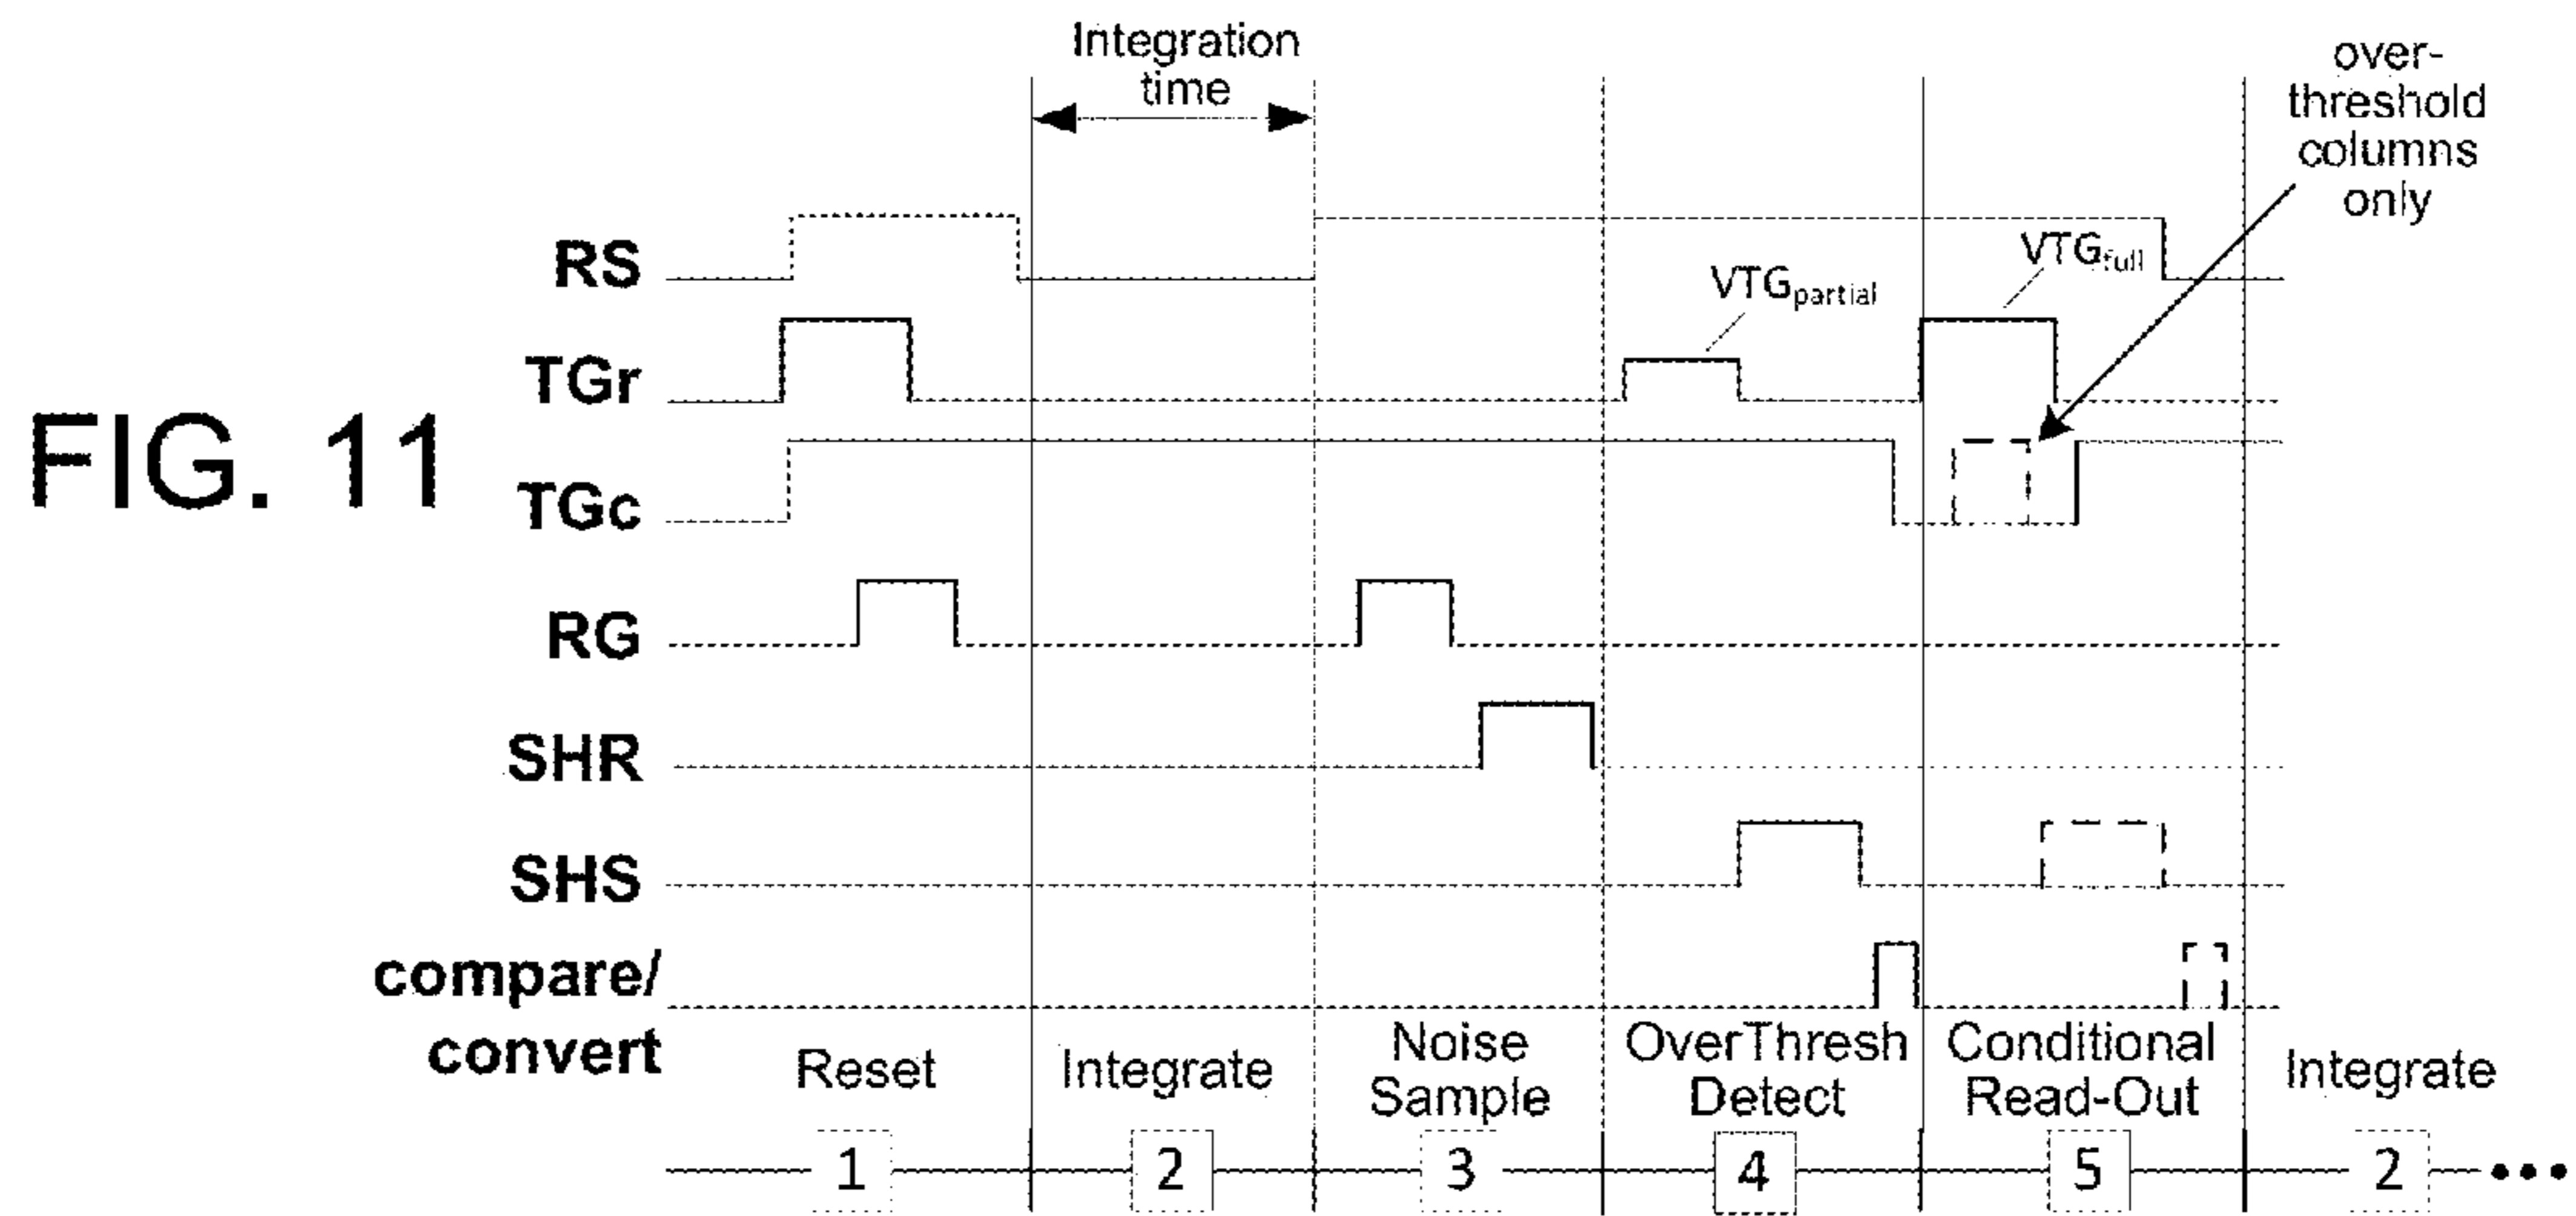 Integration
time
over-
threshold
columns
only
RS
VTGpartial
VTGfull
TGr
FIG. 11
TGc
RG
SHR
SHS
compare/
convert
Reset
Integrate
Noise
Sample
OverThresh
Detect
Conditional
Read-Out
Integrate
1
2
3
4
5
2